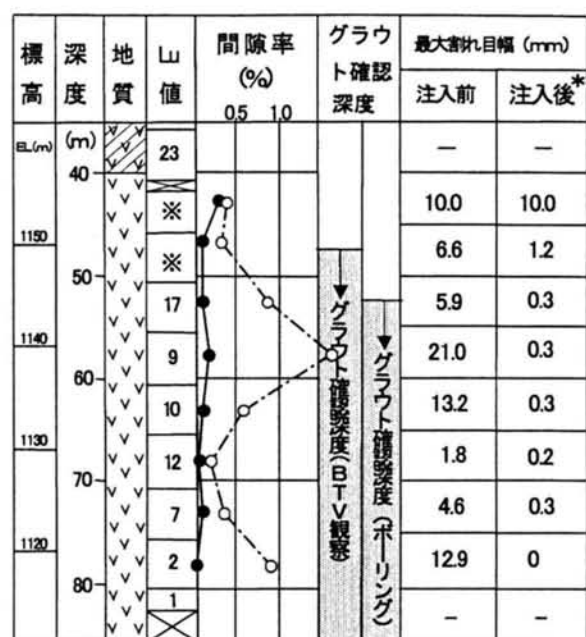 標高 深度 地質 Lu値 間隙率(%) グラウト確認深度 最大割れ目幅(mm)
0.5 1.0 注入前 注入後*
EL(m) (m) 23 — —
40
※ 10.0 10.0
1150 ※ 6.6 1.2
50
17 5.9 0.3
1140 9 21.0 0.3
60
10 13.2 0.3
1130 12 1.8 0.2
70
7 4.6 0.3
1120 2 12.9 0
80
1 - -
グラウト確認深度(BTV観察)
グラウト確認深度(ボーリング)